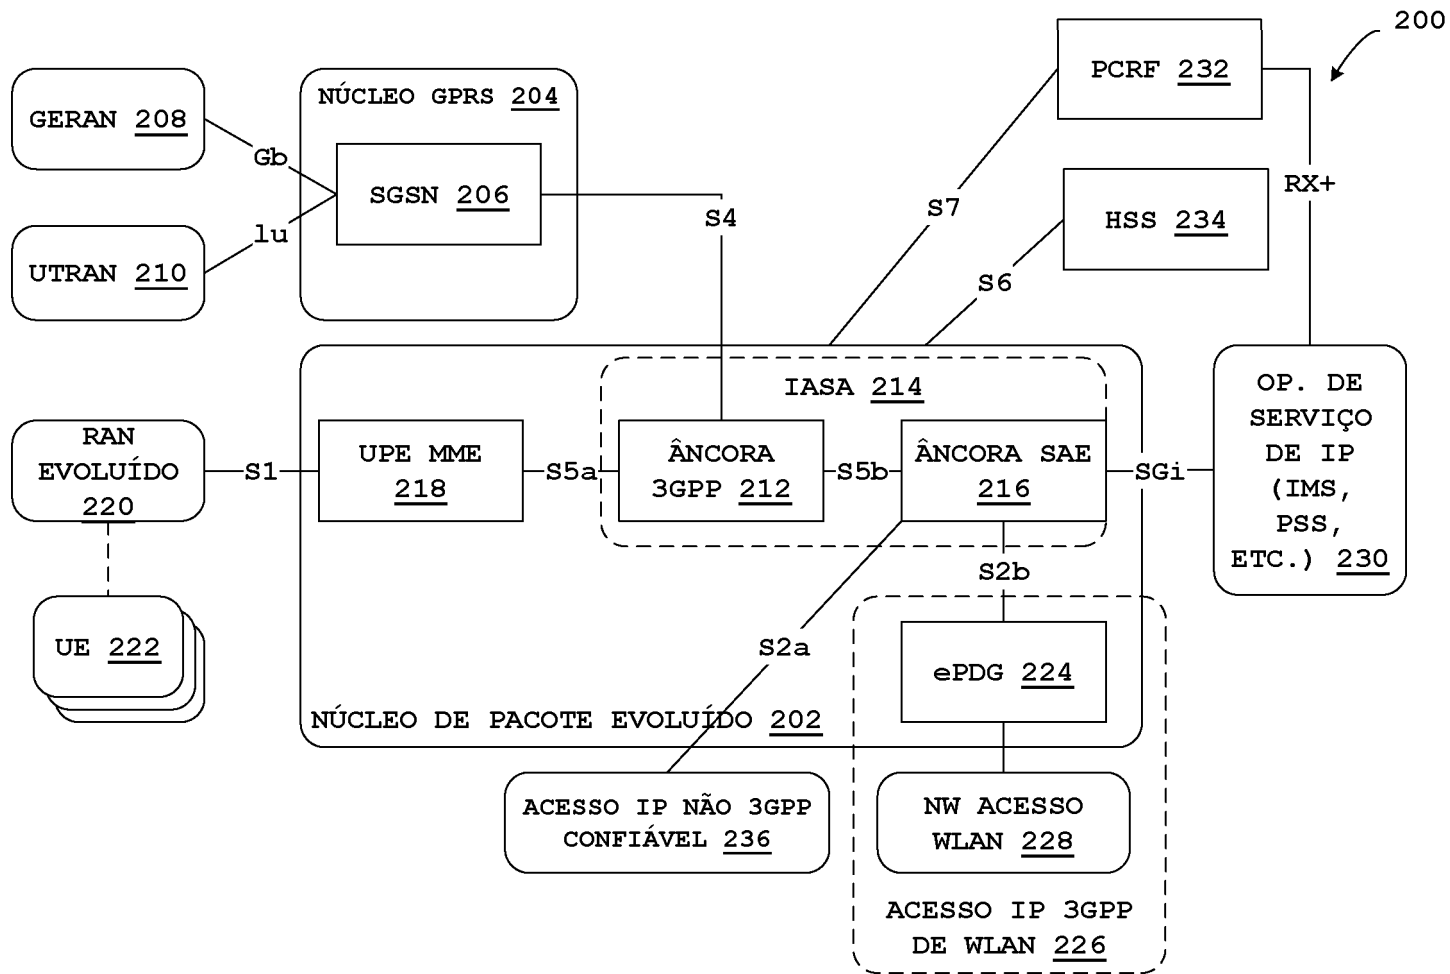 200
PCRF 232
GERAN 208
NÚCLEO GPRS 204
Gb
SGSN 206
S4
S7
HSS 234
RX+
lu
UTRAN 210
S6
IASA 214
OP. DE
SERVIÇO
DE IP
(IMS,
PSS,
ETC.) 230
RAN
EVOLUÍDO
220
S1
UPE MME
218
S5a
ÂNCORA
3GPP 212
S5b
ÂNCORA SAE
216
SGi
S2b
UE 222
S2a
ePDG 224
NÚCLEO DE PACOTE EVOLUÍDO 202
ACESSO IP NÃO 3GPP
CONFIÁVEL 236
NW ACESSO
WLAN 228
ACESSO IP 3GPP
DE WLAN 226